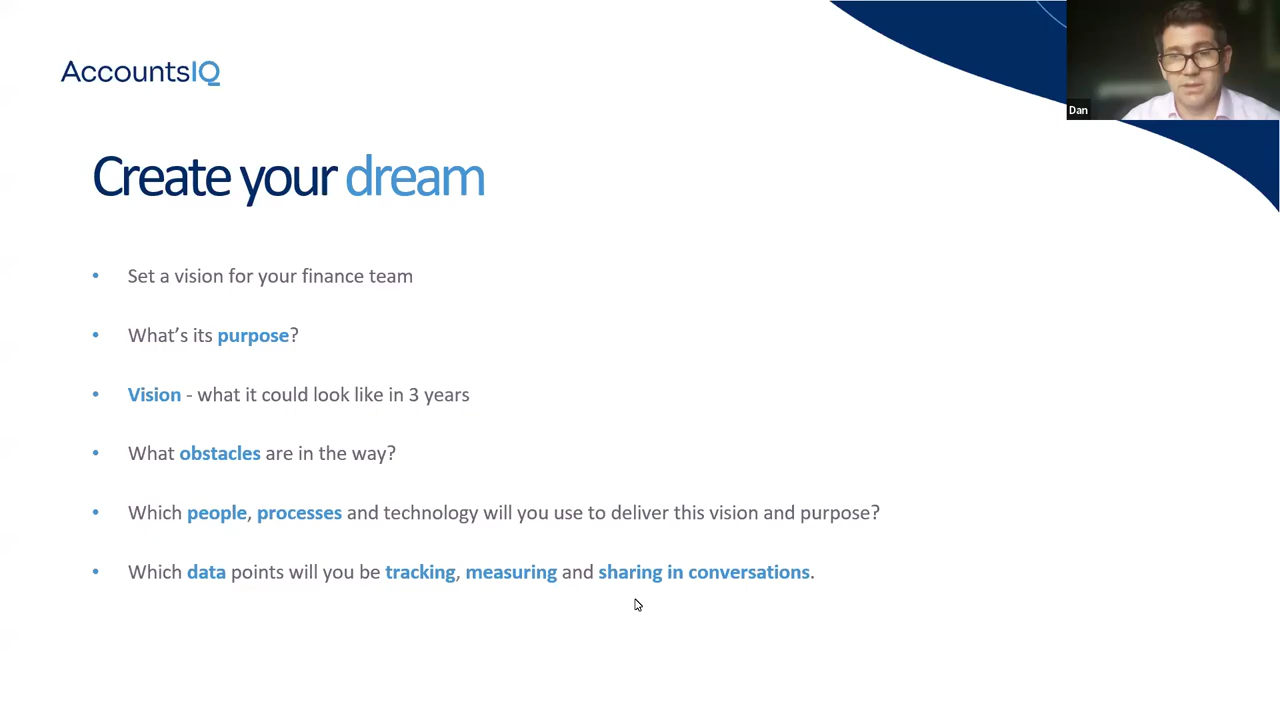 AccountsIQ
Dan
Create your dream
• Set a vision for your finance team
• What's its purpose?
• Vision - what it could look like in 3 years
• What obstacles are in the way?
• Which people, processes and technology will you use to deliver this vision and purpose?
• Which data points will you be tracking, measuring and sharing in conversations.